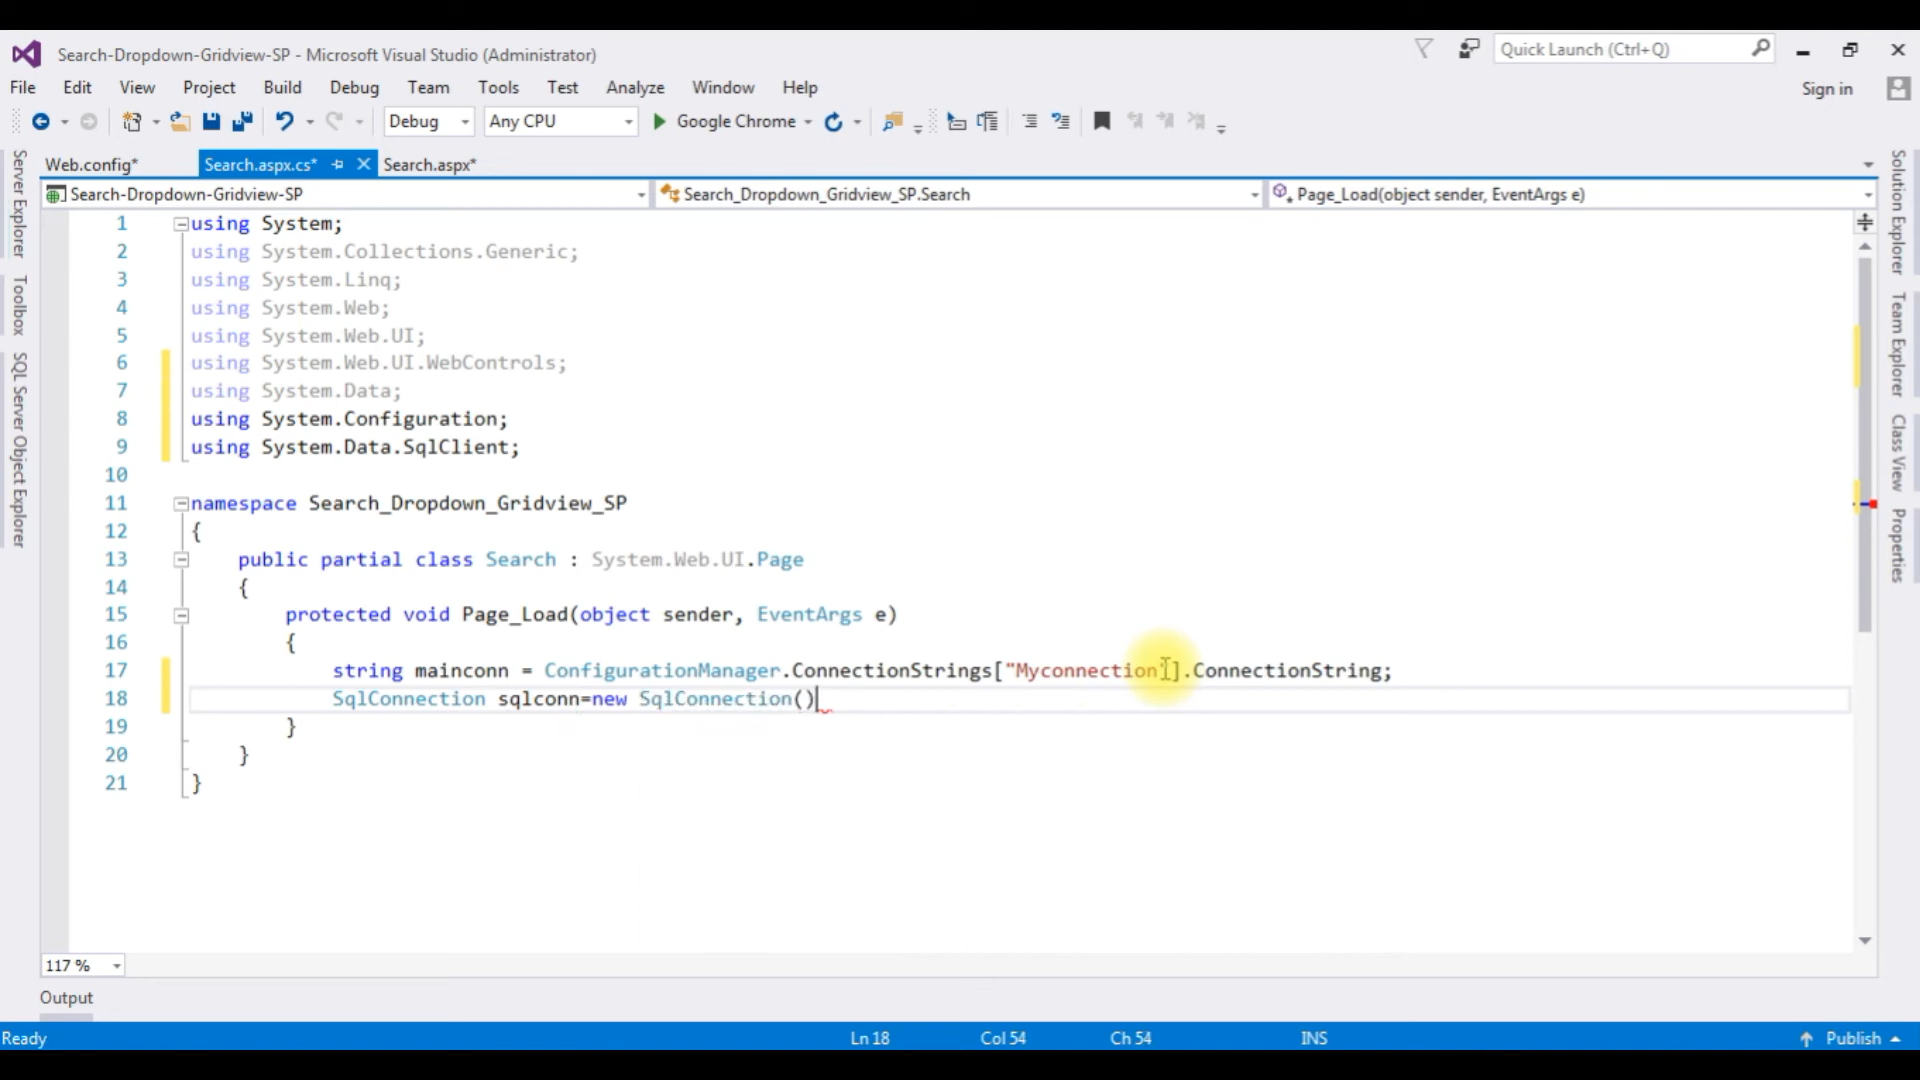 Search-Dropdown-Gridview-SP - Microsoft Visual Studio (Administrator)
Quick Launch (Ctrl+Q)
File Edit View Project Build Debug Team Tools Test Analyze Window Help
Sign in
Debug Any CPU Google Chrome
Web.config* Search.aspx.cs* Search.aspx*
Search-Dropdown-Gridview-SP Search_Dropdown_Gridview_SP.Search Page_Load(object sender, EventArgs e)
Server Explorer
Toolbox
SQL Server Object Explorer
1 using System;
2 using System.Collections.Generic;
3 using System.Linq;
4 using System.Web;
5 using System.Web.UI;
6 using System.Web.UI.WebControls;
7 using System.Data;
8 using System.Configuration;
9 using System.Data.SqlClient;
10
11 namespace Search_Dropdown_Gridview_SP
12 {
13 public partial class Search : System.Web.UI.Page
14 {
15 protected void Page_Load(object sender, EventArgs e)
16 {
17 string mainconn = ConfigurationManager.ConnectionStrings["Myconnection"].ConnectionString;
18 SqlConnection sqlconn=new SqlConnection()
19 }
20 }
21 }
Solution Explorer
Team Explorer
Class View
Properties
117 %
Output
Ready Ln 18 Col 54 Ch 54 INS Publish